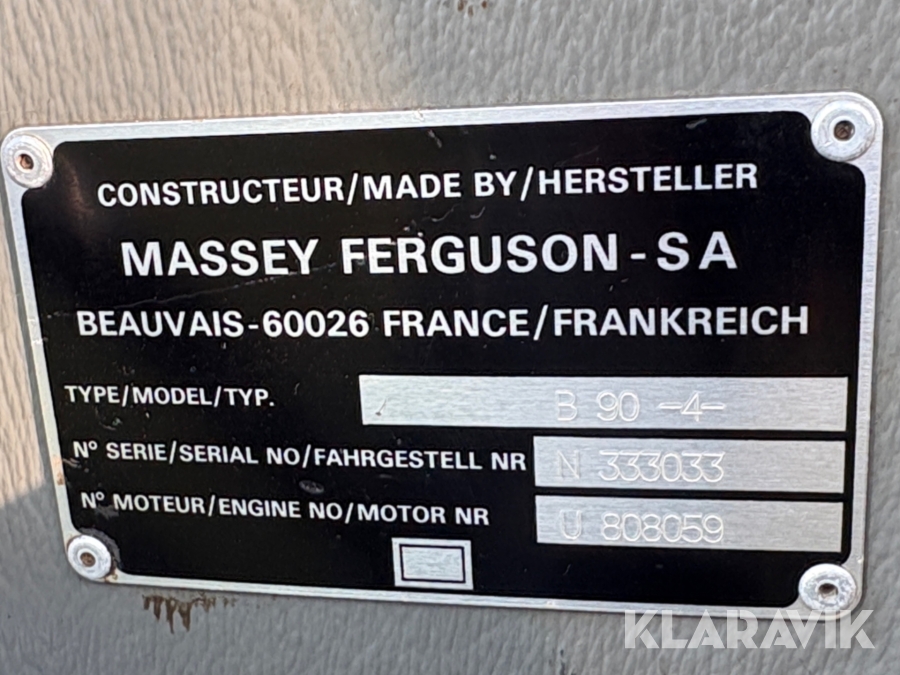 CONSTRUCTEUR/MADE BY/HERSTELLER
MASSEY FERGUSON-SA
BEAUVAIS-60026 FRANCE/FRANKREICH
TYPE/MODEL/TYP. B 90 -4-
N° SERIE/SERIAL NO/FAHRGESTELL NR N 333033
N° MOTEUR/ENGINE NO/MOTOR NR U 808059
KLARAVIK